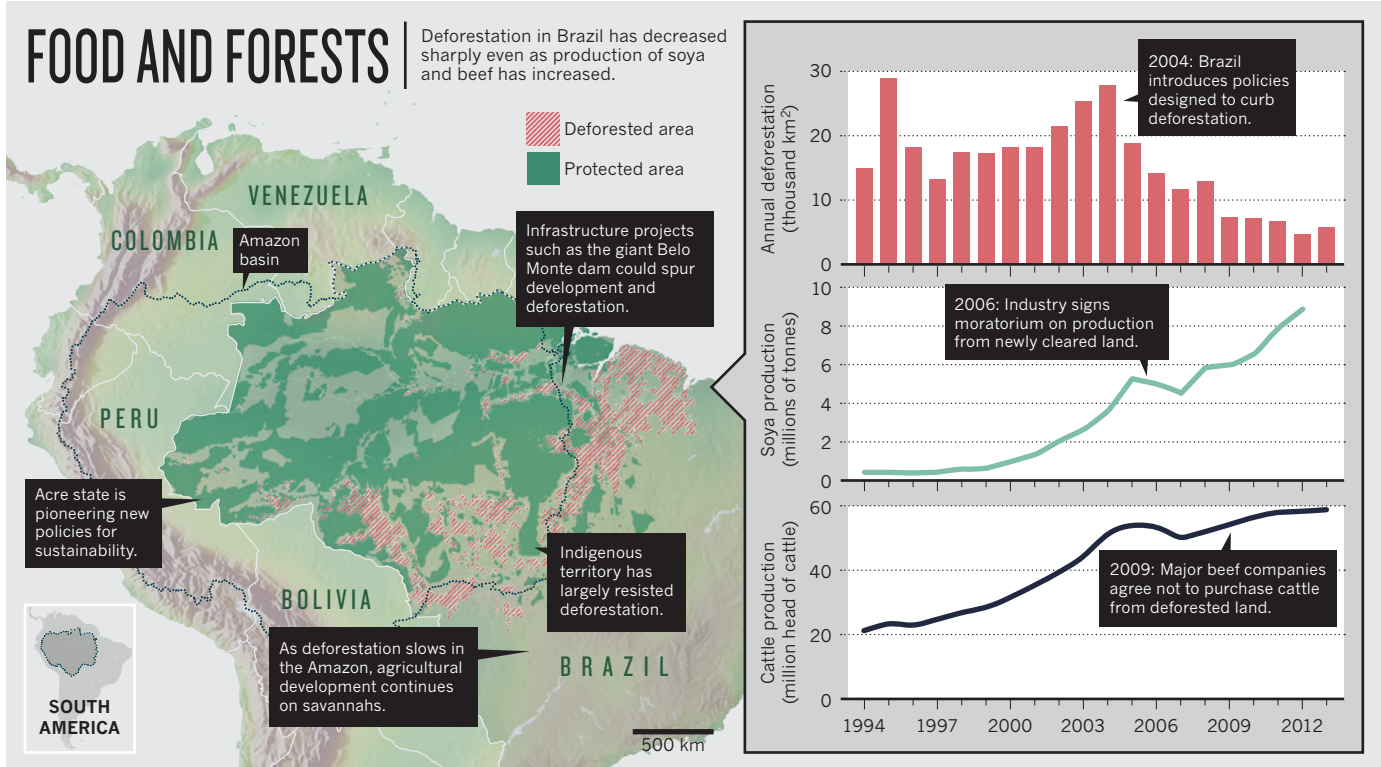 FOOD AND FORESTS
Deforestation in Brazil has decreased
sharply even as production of soya
and beef has increased.
Deforested area
Protected area
VENEZUELA
COLOMBIA
Amazon
basin
Infrastructure projects
such as the giant Belo
Monte dam could spur
development and
deforestation.
PERU
Acre state is
pioneering new
policies for
sustainability.
Indigenous
territory has
largely resisted
deforestation.
BOLIVIA
As deforestation slows in
the Amazon, agricultural
development continues
on savannahs.
BRAZIL
SOUTH
AMERICA
500 km
Annual deforestation
(thousand km²)
30
20
10
0
2004: Brazil
introduces policies
designed to curb
deforestation.
Soya production
(millions of tonnes)
10
8
6
4
2
0
2006: Industry signs
moratorium on production
from newly cleared land.
Cattle production
(million head of cattle)
60
40
20
0
2009: Major beef companies
agree not to purchase cattle
from deforested land.
1994 1997 2000 2003 2006 2009 2012